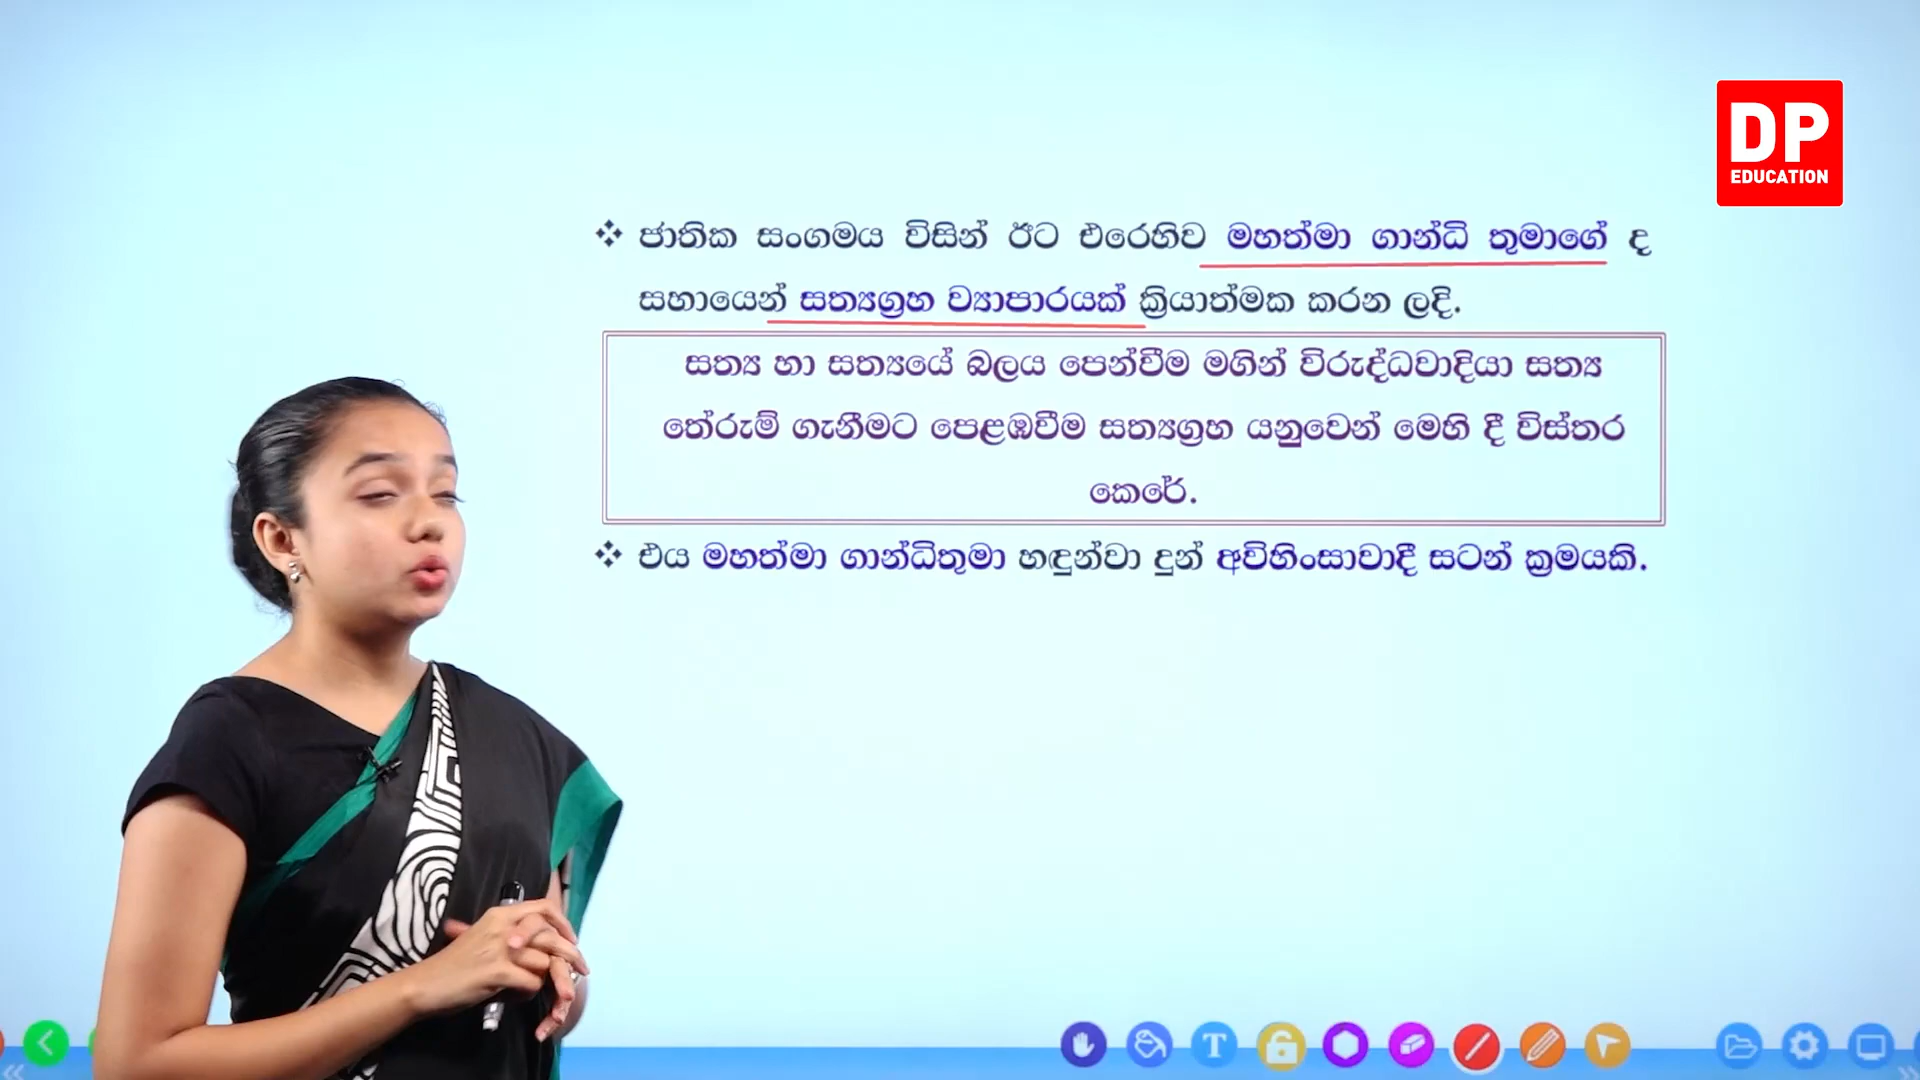 DP
EDUCATION
❖ ජාතික සංගමය විසින් ඊට එරෙහිව මහත්මා ගාන්ධි තුමාගේ ද
සහායෙන් සත්‍යග්‍රහ ව්‍යාපාරයක් ක්‍රියාත්මක කරන ලදි.
සත්‍ය හා සත්‍යයේ බලය පෙන්වීම මගින් විරුද්ධවාදියා සත්‍ය
තේරුම් ගැනීමට පෙළඹවීම සත්‍යග්‍රහ යනුවෙන් මෙහි දී විස්තර
කෙරේ.
❖ එය මහත්මා ගාන්ධිතුමා හඳුන්වා දුන් අවිහිංසාවාදී සටන් ක්‍රමයකි.
T